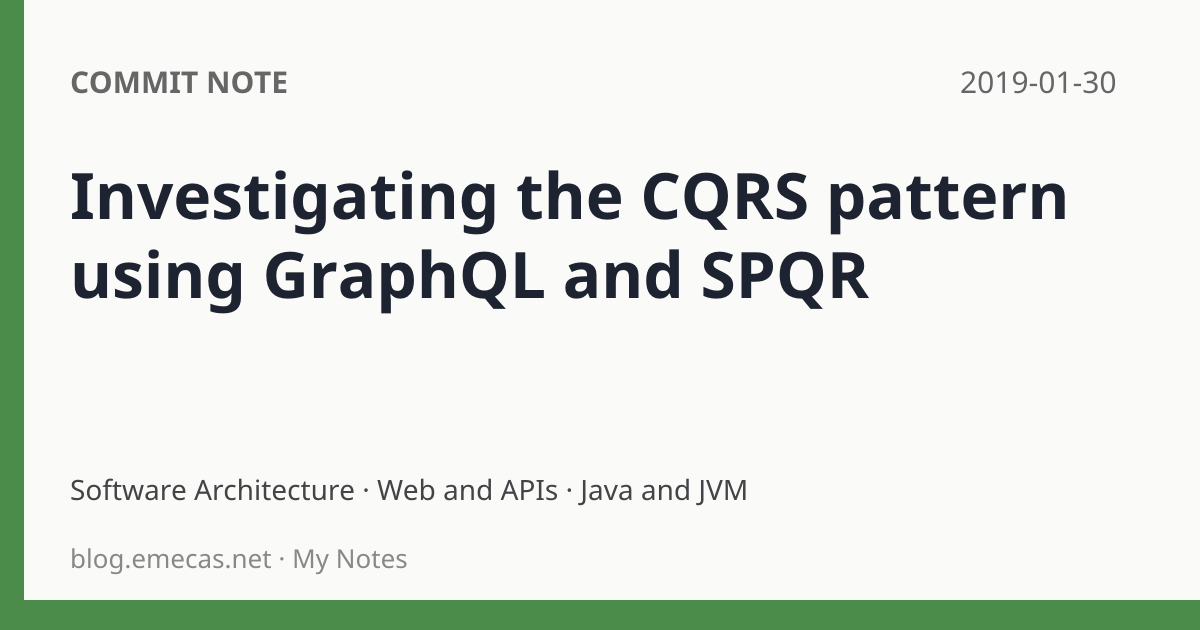 COMMIT NOTE
2019-01-30
Investigating the CQRS pattern
using GraphQL and SPQR
Software Architecture · Web and APIs · Java and JVM
blog.emecas.net · My Notes